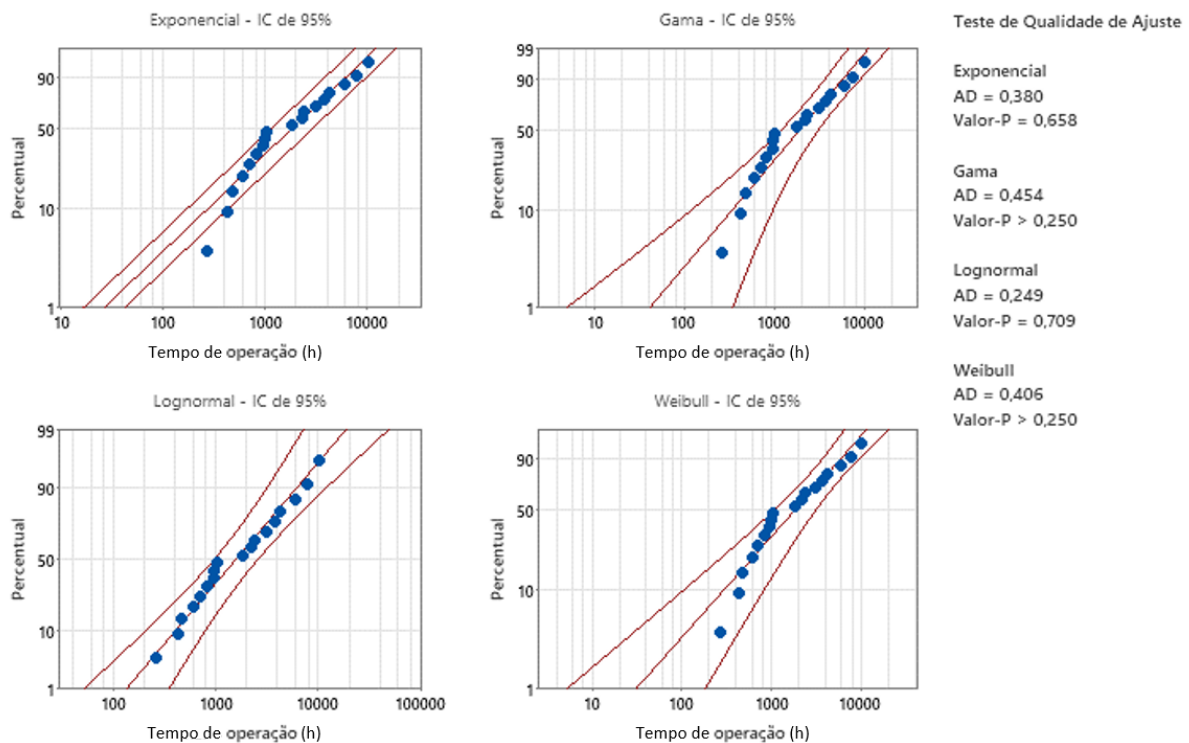 Exponencial - IC de 95%
90
50
10
1
Percentual
10 100 1000 10000
Tempo de operação (h)
Gama - IC de 95%
99
90
50
10
1
Percentual
10 100 1000 10000
Tempo de operação (h)
Lognormal - IC de 95%
99
90
50
10
1
Percentual
100 1000 10000 100000
Tempo de operação (h)
Weibull - IC de 95%
90
50
10
1
Percentual
10 100 1000 10000
Tempo de operação (h)
Teste de Qualidade de Ajuste
Exponencial
AD = 0,380
Valor-P = 0,658
Gama
AD = 0,454
Valor-P > 0,250
Lognormal
AD = 0,249
Valor-P = 0,709
Weibull
AD = 0,406
Valor-P > 0,250